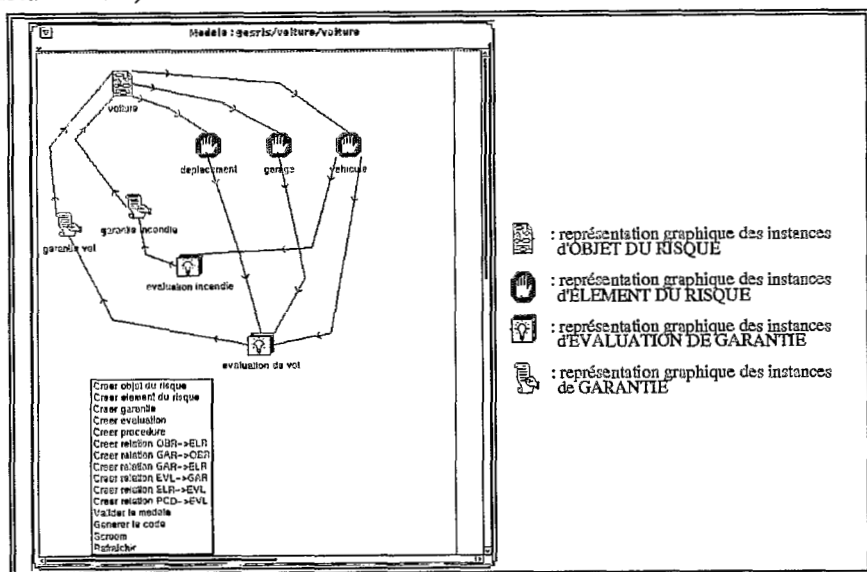 Modele : gesris/voiture/voiture
voiture
deplacement
garage
vehicule
garantie incendie
garantie vol
evaluation incendie
evaluation de vol
Creer objet du risque
Creer element du risque
Creer garantie
Creer evaluation
Creer procedure
Creer relation OBR->ELR
Creer relation GAR->OBR
Creer relation GAR->ELR
Creer relation EVL->GAR
Creer relation ELR->EVL
Creer relation PCD->EVL
Valider le modele
Generer le code
Scroom
Rafraichir
: représentation graphique des instances
d'OBJET DU RISQUE
: représentation graphique des instances
d'ÉLEMENT DU RISQUE
: représentation graphique des instances
d'EVALUATION DE GARANTIE
: représentation graphique des instances
de GARANTIE